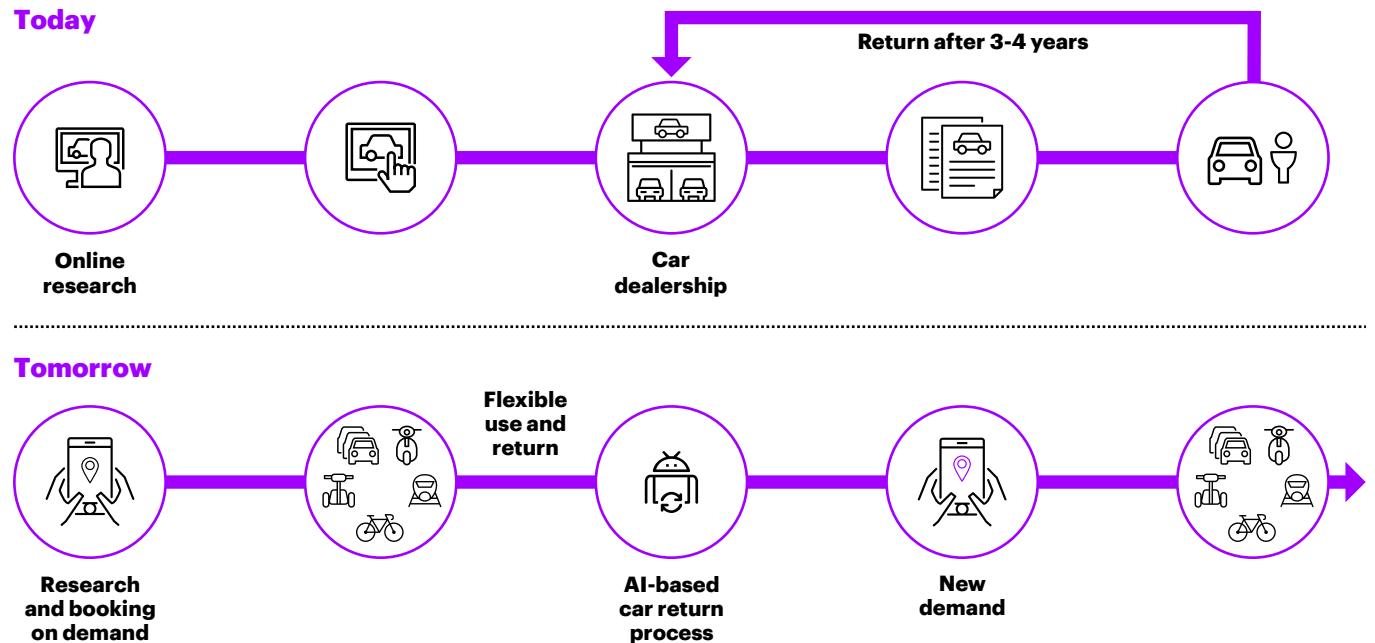 Today
Return after 3-4 years
Online
research
Car
dealership
Tomorrow
Flexible
use and
return
Research
and booking
on demand
AI-based
car return
process
New
demand